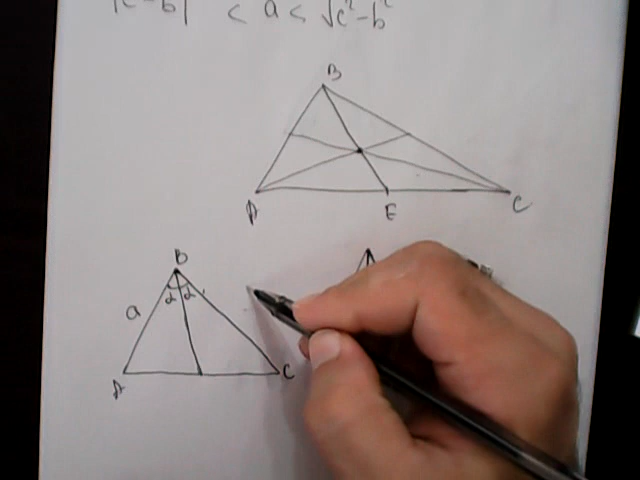 |c-b| < a < √c²-b²
B
A E C
B
α α
a
A C